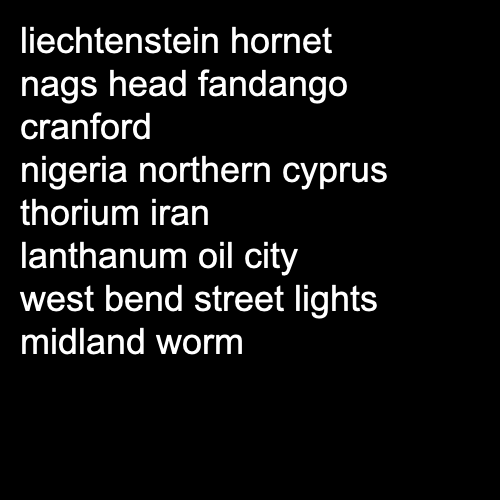 liechtenstein hornet
nags head fandango
cranford
nigeria northern cyprus
thorium iran
lanthanum oil city
west bend street lights
midland worm